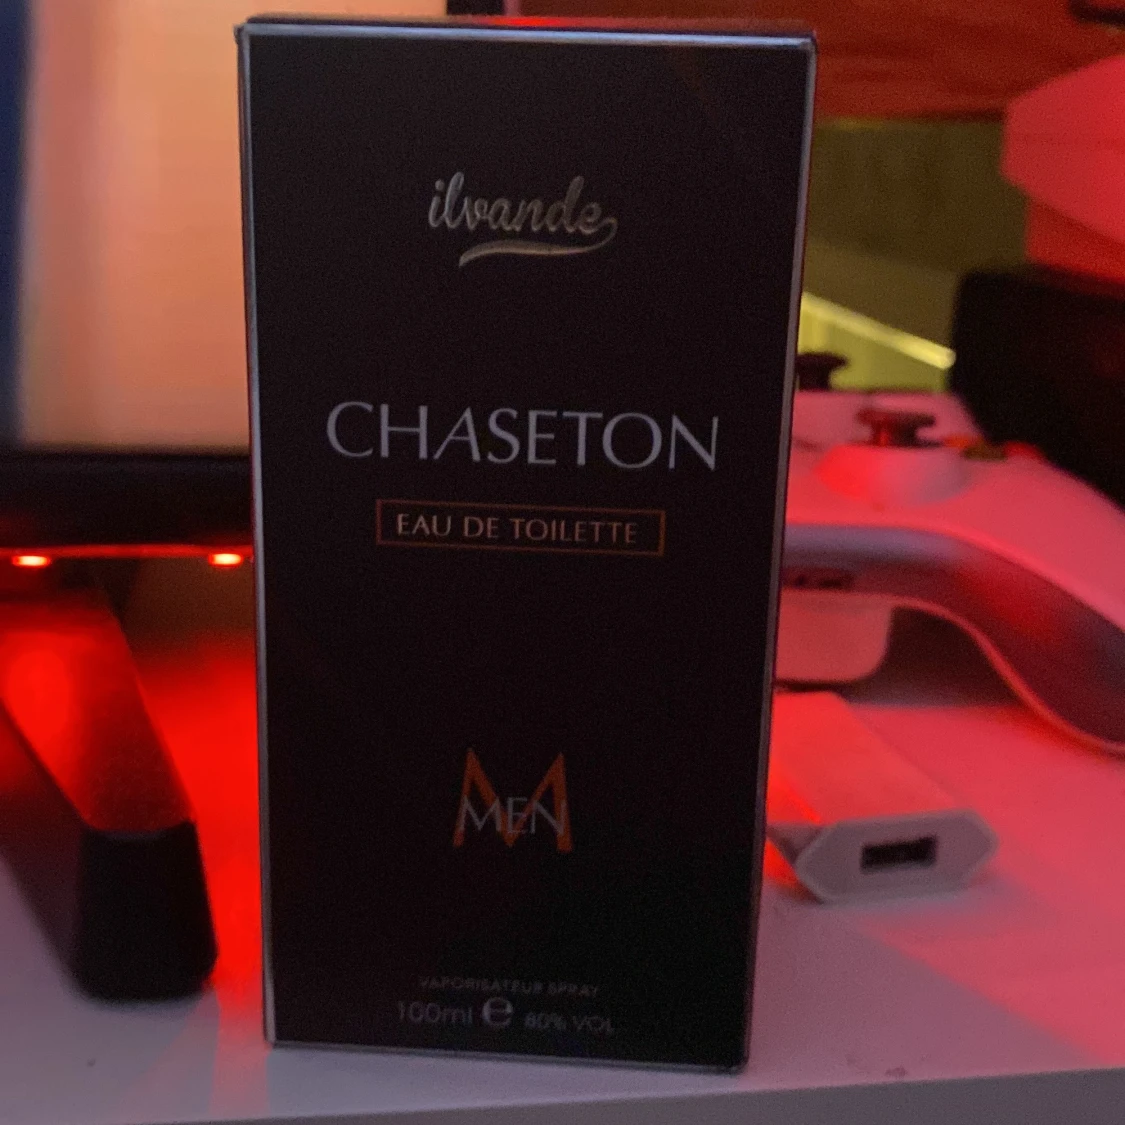 ilvande
CHASETON
EAU DE TOILETTE
M
MEN
VAPORISATEUR SPRAY
100ml e 80% VOL